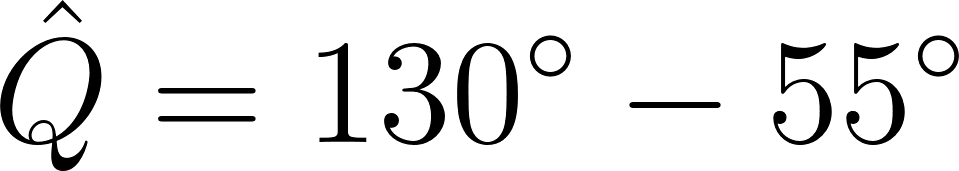 Q̂ = 130° − 55°